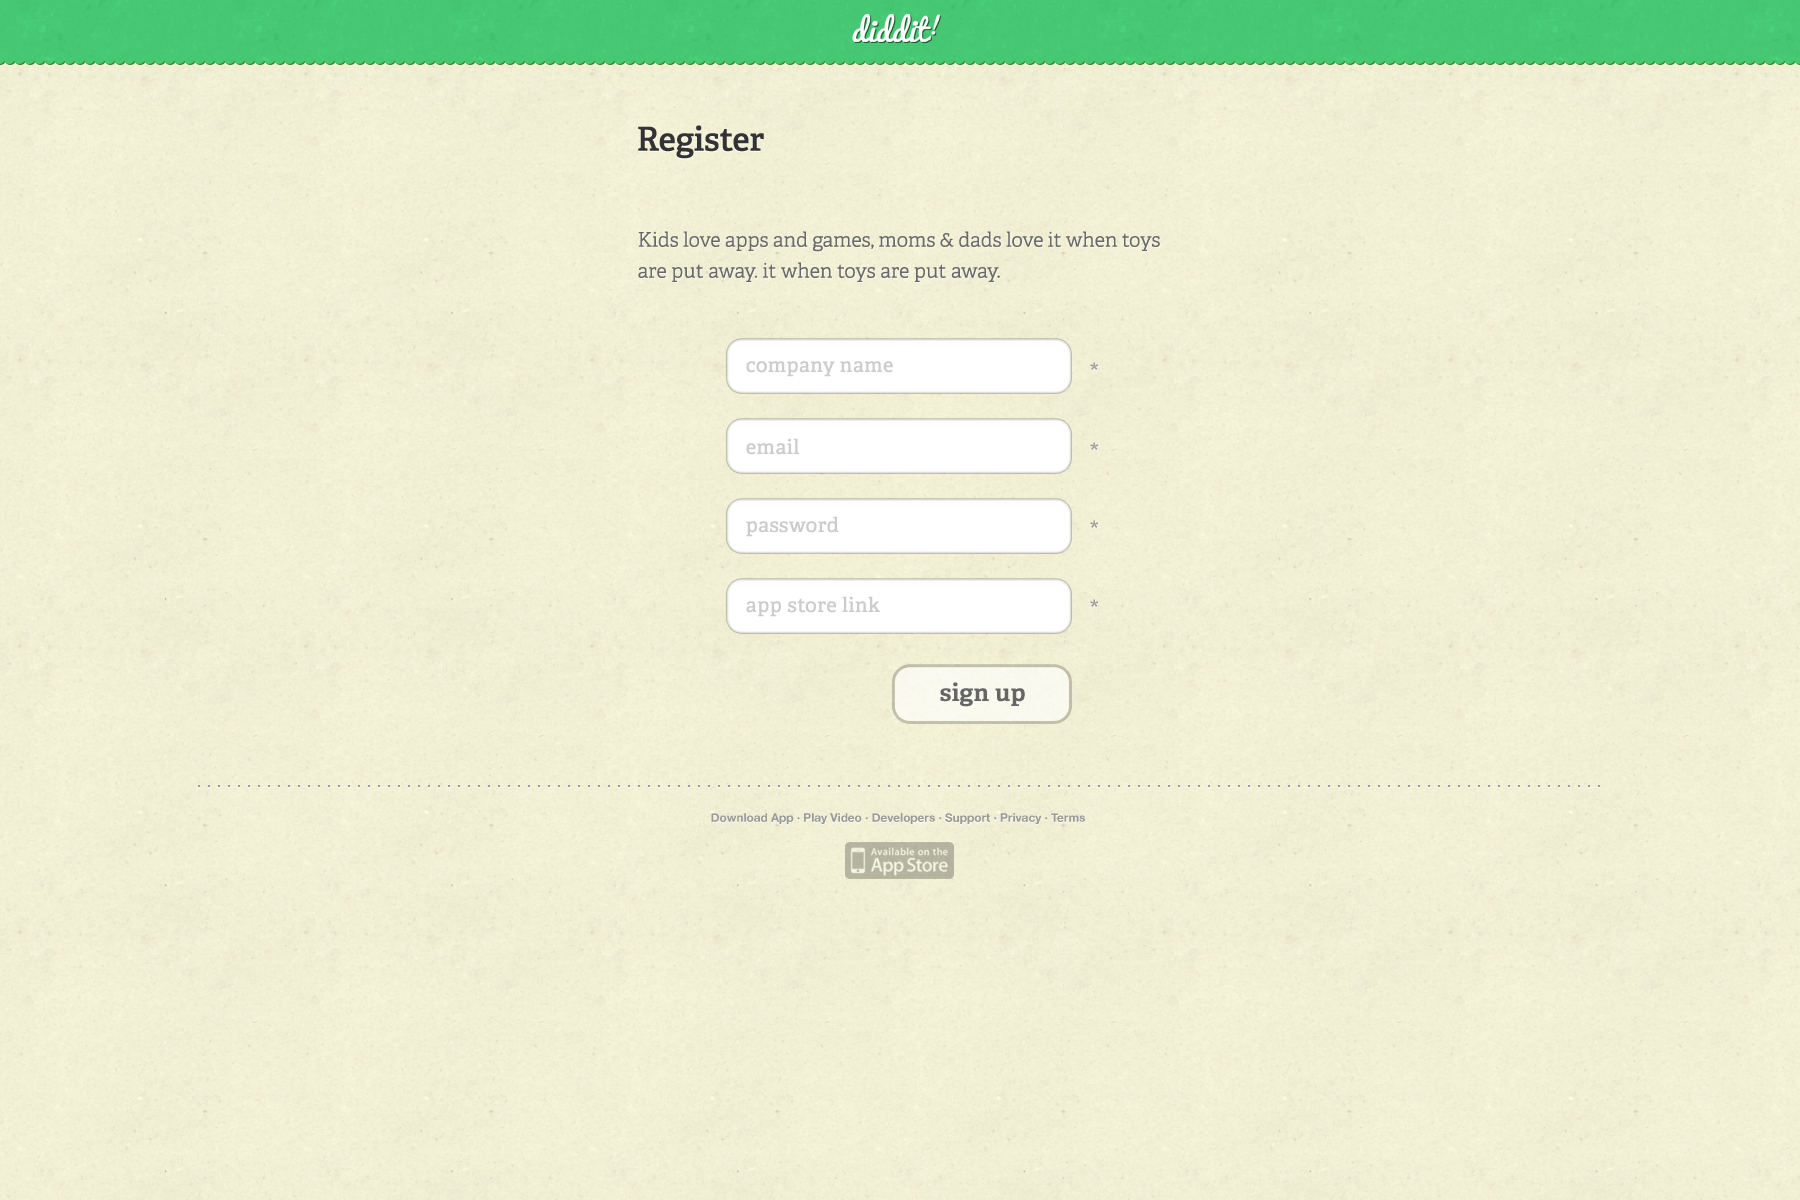 diddit!
Register
Kids love apps and games, moms & dads love it when toys
are put away. it when toys are put away.
company name *
email *
password *
app store link *
sign up
Download App · Play Video · Developers · Support · Privacy · Terms
Available on the
App Store